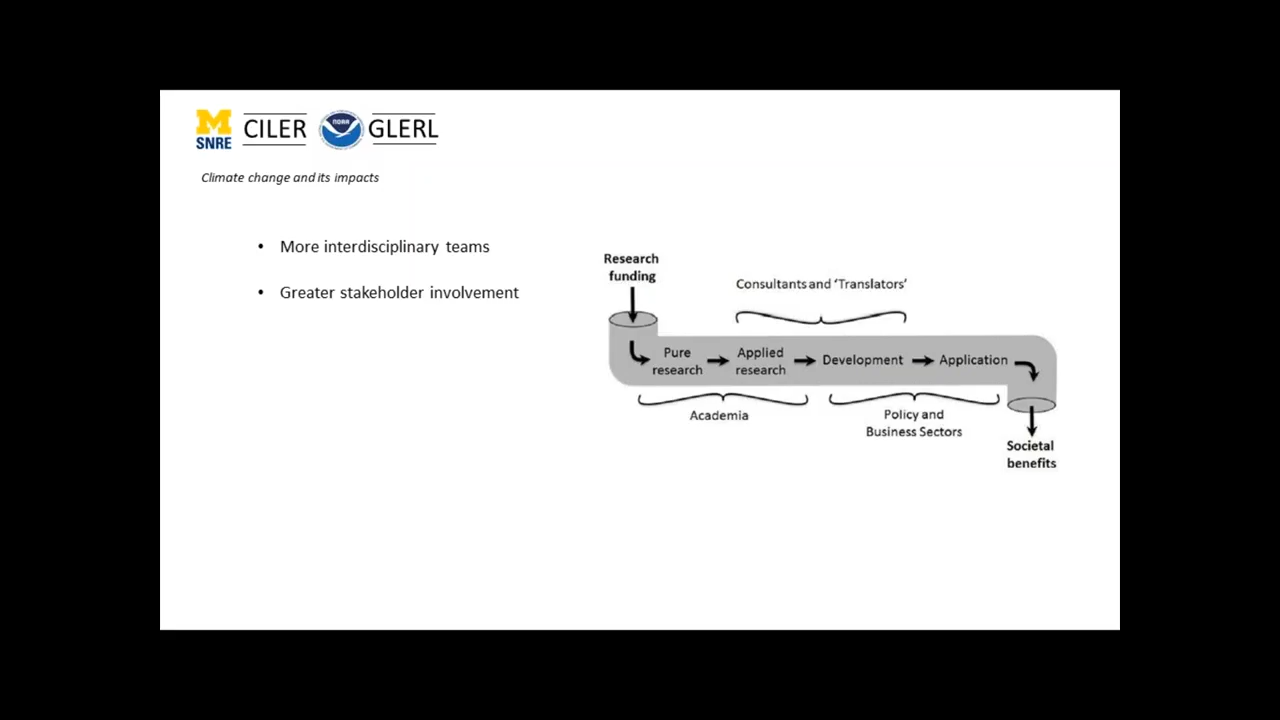 M
SNRE
CILER
NOAA
GLERL
Climate change and its impacts
• More interdisciplinary teams
• Greater stakeholder involvement
Research
funding
Consultants and ‘Translators’
Pure
research
Applied
research
Development
Application
Academia
Policy and
Business Sectors
Societal
benefits